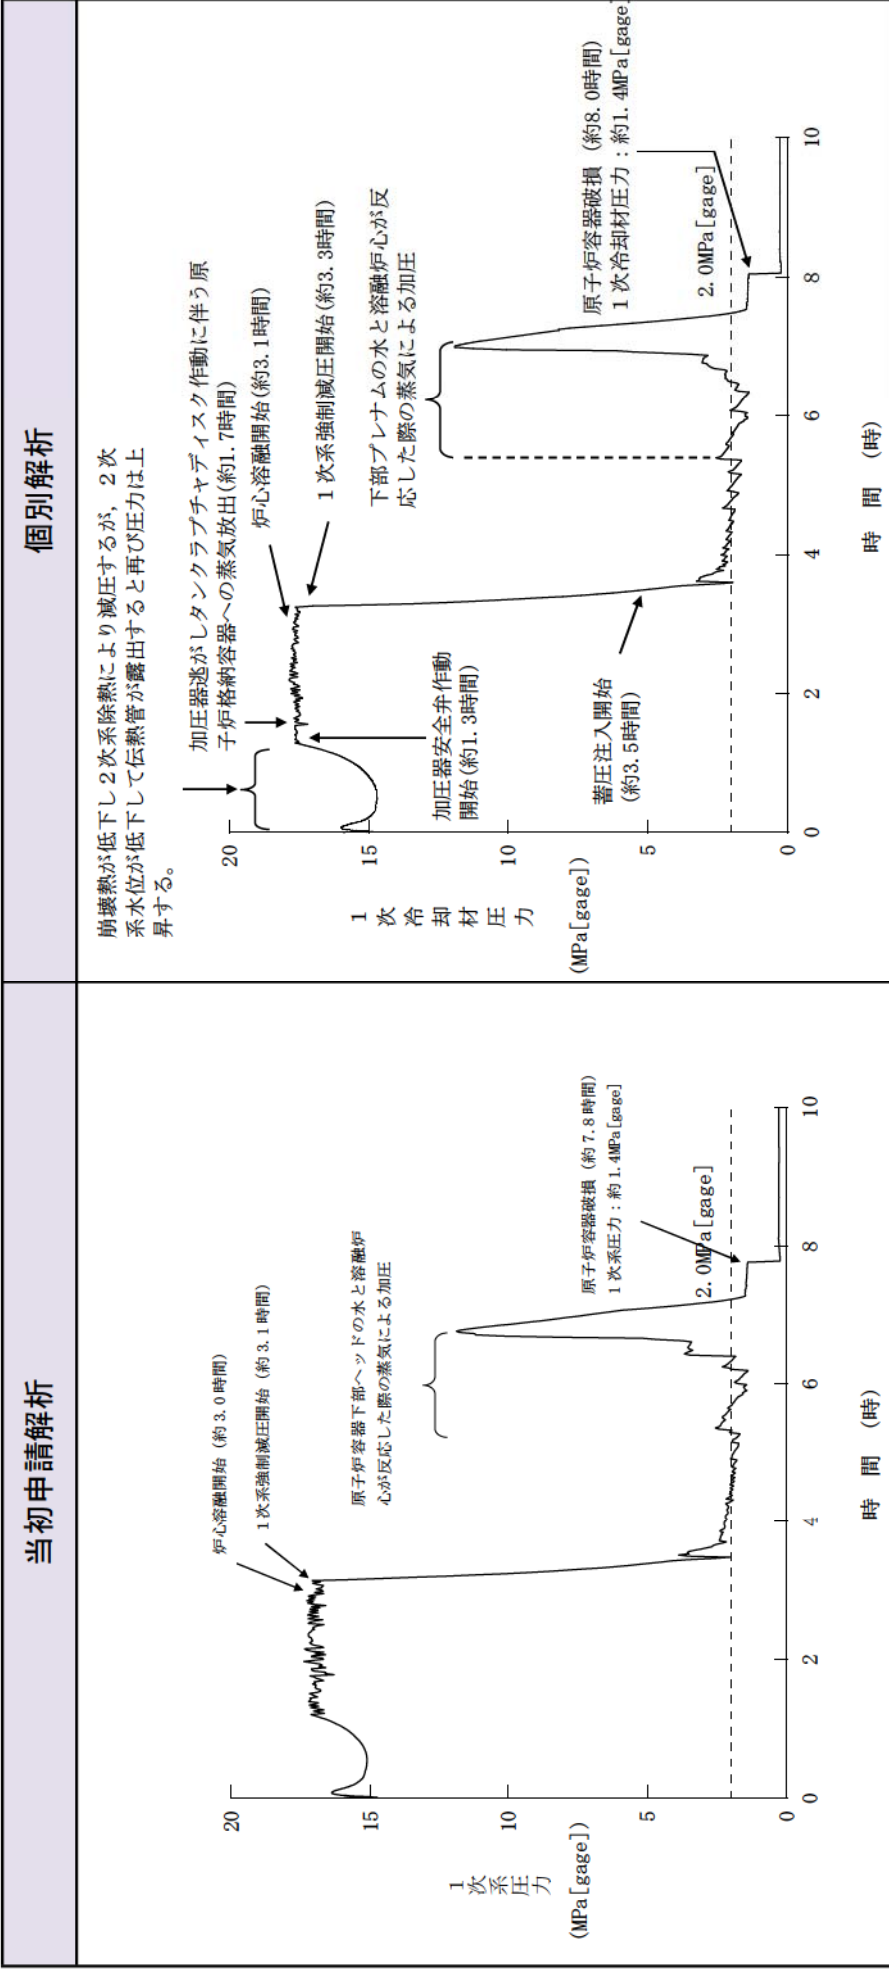 当初申請解析
炉心溶融開始（約3.0時間）
1次系強制減圧開始（約3.1時間）
原子炉容器下部ヘッドの水と溶融炉
心が反応した際の蒸気による加圧
原子炉容器破損（約7.8時間）
1次系圧力：約1.4MPa[gage]
2.0MPa[gage]
20
15
10
5
0
1次系圧力
(MPa[gage])
0
2
4
6
8
10
時　間　(時)
個別解析
崩壊熱が低下し2次系除熱により減圧するが，2次
系水位が低下して伝熱管が露出すると再び圧力は上
昇する。
加圧器逃がしタンクラプチャディスク作動に伴う原
子炉格納容器への蒸気放出(約1.7時間)
炉心溶融開始(約3.1時間)
1次系強制減圧開始(約3.3時間)
下部プレナムの水と溶融炉心が反
応した際の蒸気による加圧
加圧器安全弁作動
開始(約1.3時間)
蓄圧注入開始
(約3.5時間)
原子炉容器破損（約8.0時間）
1次冷却材圧力：約1.4MPa[gage]
2.0MPa[gage]
20
15
10
5
0
1次冷却材圧力
(MPa[gage])
0
2
4
6
8
10
時　間　(時)